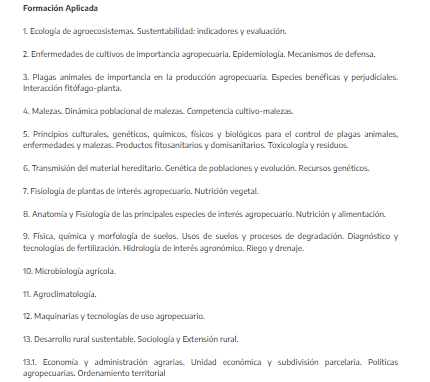 Formación Aplicada
1. Ecología de agroecosistemas. Sustentabilidad: indicadores y evaluación.
2. Enfermedades de cultivos de importancia agropecuaria. Epidemiología. Mecanismos de defensa.
3. Plagas animales de importancia en la producción agropecuaria. Especies benéficas y perjudiciales.
Interacción fitófago-planta.
4. Malezas. Dinámica poblacional de malezas. Competencia cultivo-malezas.
5. Principios culturales, genéticos, químicos, físicos y biológicos para el control de plagas animales,
enfermedades y malezas. Productos fitosanitarios y domisanitarios. Toxicología y residuos.
6. Transmisión del material hereditario. Genética de poblaciones y evolución. Recursos genéticos.
7. Fisiología de plantas de interés agropecuario. Nutrición vegetal.
8. Anatomía y Fisiología de las principales especies de interés agropecuario. Nutrición y alimentación.
9. Física, química y morfología de suelos. Usos de suelos y procesos de degradación. Diagnóstico y
tecnologías de fertilización. Hidrología de interés agronómico. Riego y drenaje.
10. Microbiología agrícola.
11. Agroclimatología.
12. Maquinarias y tecnologías de uso agropecuario.
13. Desarrollo rural sustentable. Sociología y Extensión rural.
13.1. Economía y administración agrarias. Unidad económica y subdivisión parcelaria. Políticas
agropecuarias. Ordenamiento territorial